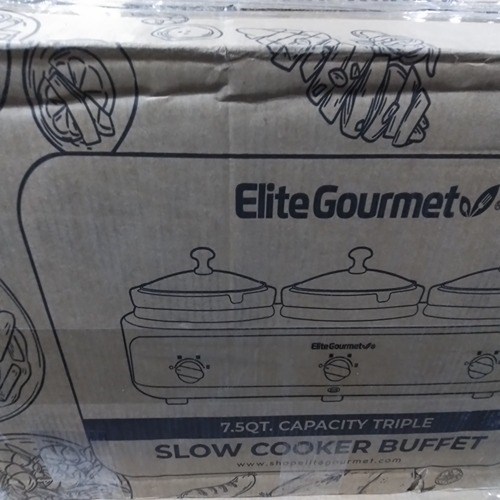 Elite Gourmet
Elite Gourmet
7.5QT. CAPACITY TRIPLE
SLOW COOKER BUFFET
www.shopelitegourmet.com